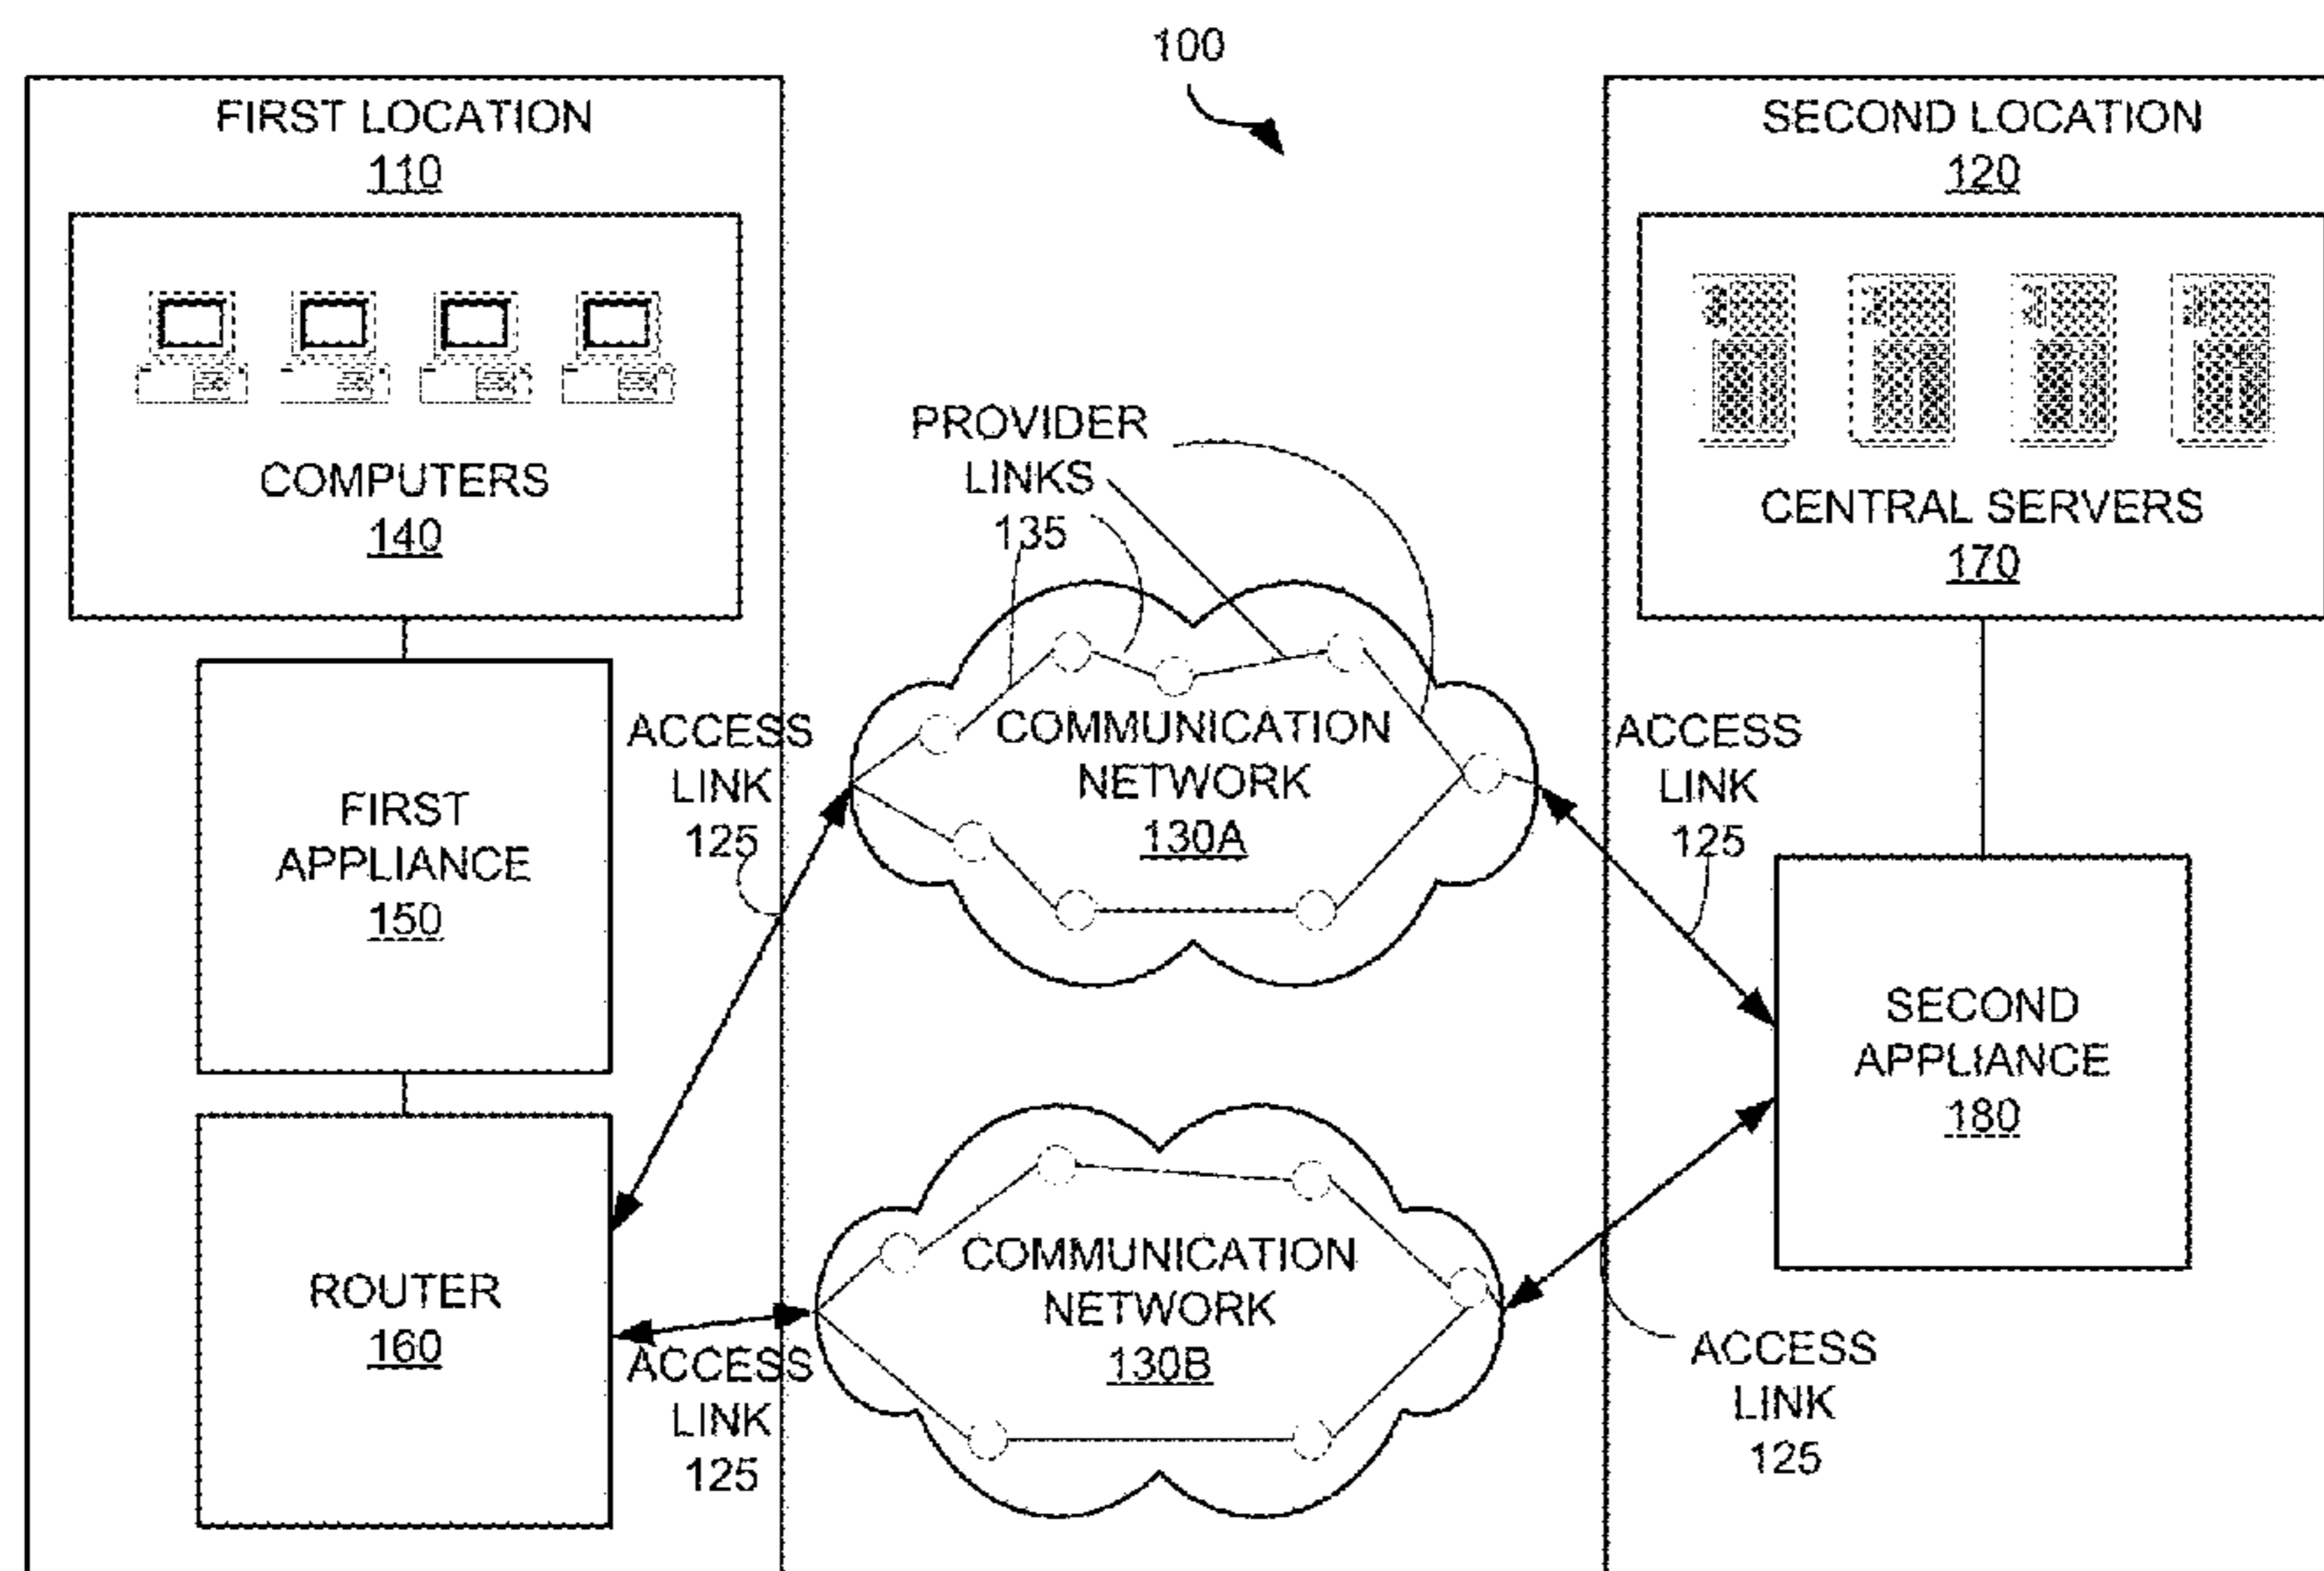 100
FIRST LOCATION
110
COMPUTERS
140
FIRST
APPLIANCE
150
ROUTER
160
ACCESS
LINK
125
ACCESS
LINK
125
PROVIDER
LINKS
135
COMMUNICATION
NETWORK
130A
COMMUNICATION
NETWORK
130B
SECOND LOCATION
120
CENTRAL SERVERS
170
ACCESS
LINK
125
SECOND
APPLIANCE
180
ACCESS
LINK
125